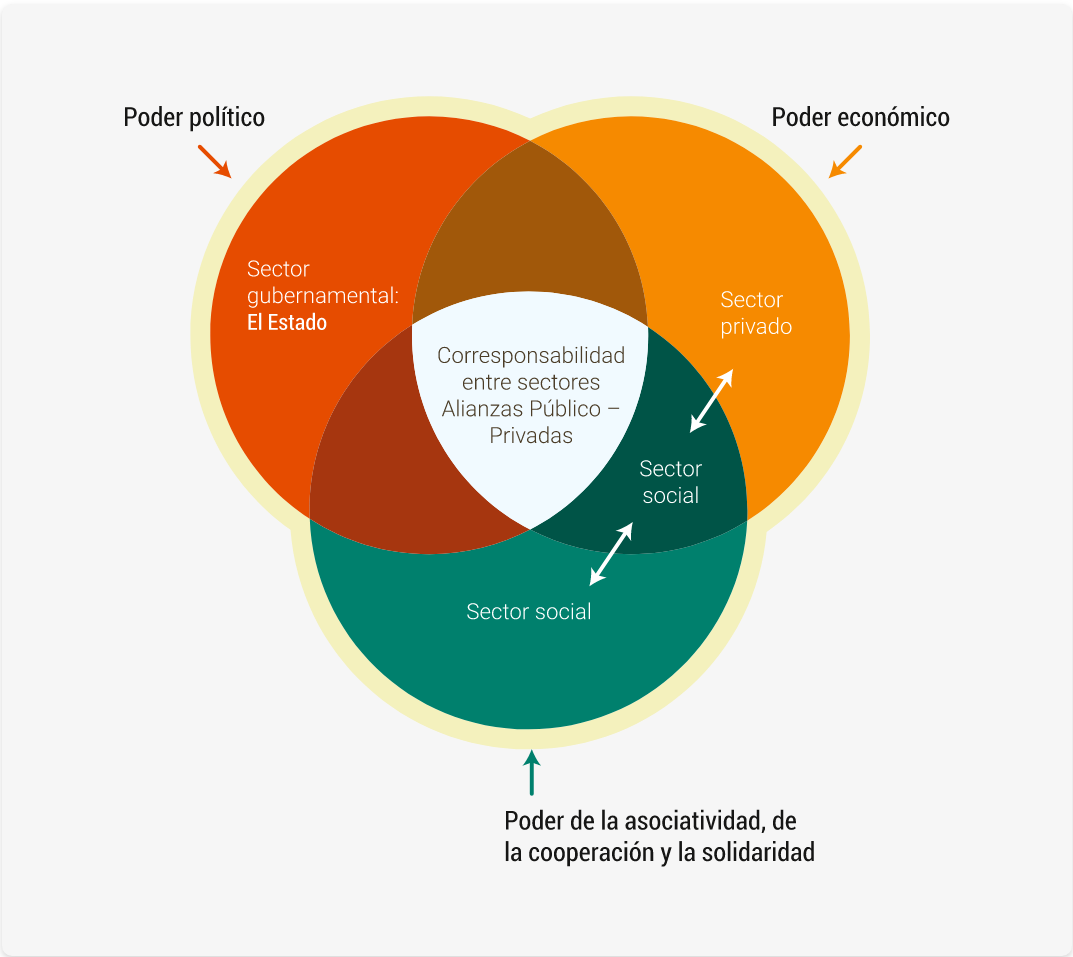 Poder político
Poder económico
Sector
gubernamental:
El Estado
Sector
privado
Corresponsabilidad
entre sectores
Alianzas Público –
Privadas
Sector
social
Sector social
Poder de la asociatividad, de
la cooperación y la solidaridad